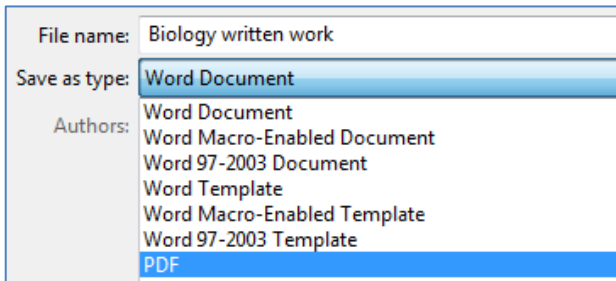 File name: Biology written work
Save as type: Word Document
Authors:
Word Document
Word Macro-Enabled Document
Word 97-2003 Document
Word Template
Word Macro-Enabled Template
Word 97-2003 Template
PDF